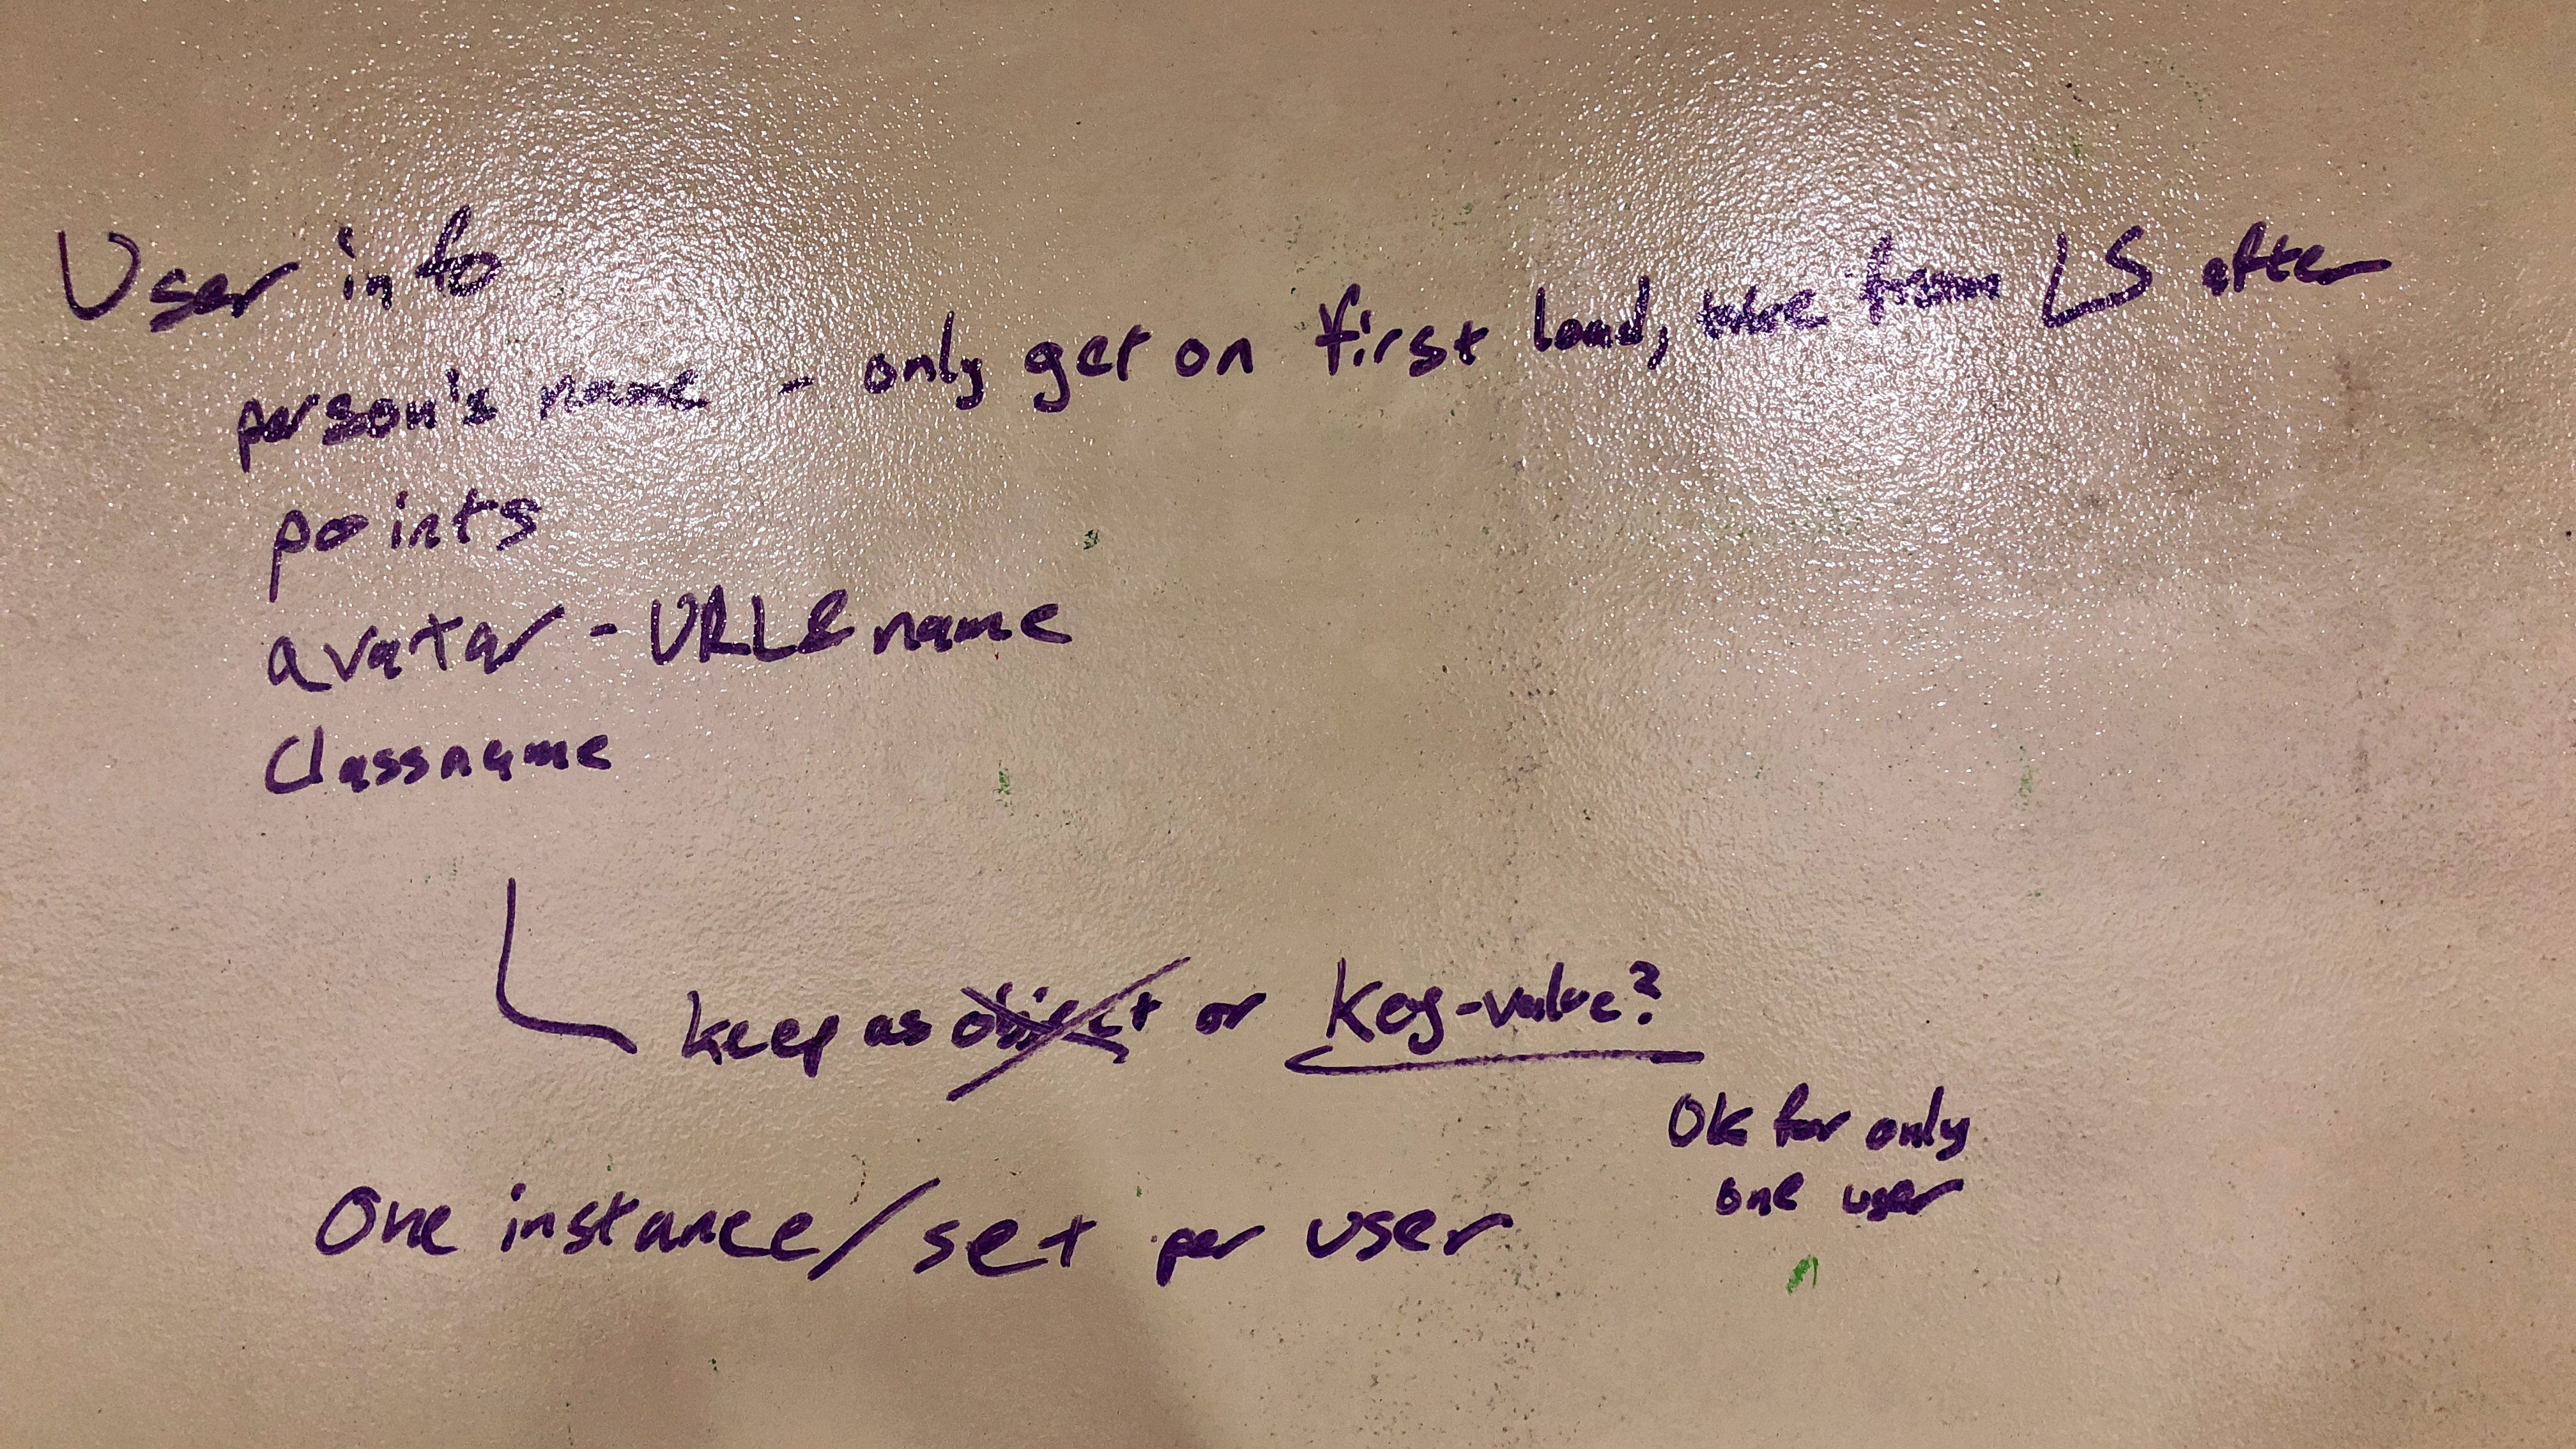 User info
person's name - only get on first load, take from LS after
points
avatar - URL & name
Classname
keep as object or key-value?
Ok for only
one user
One instance/set per user